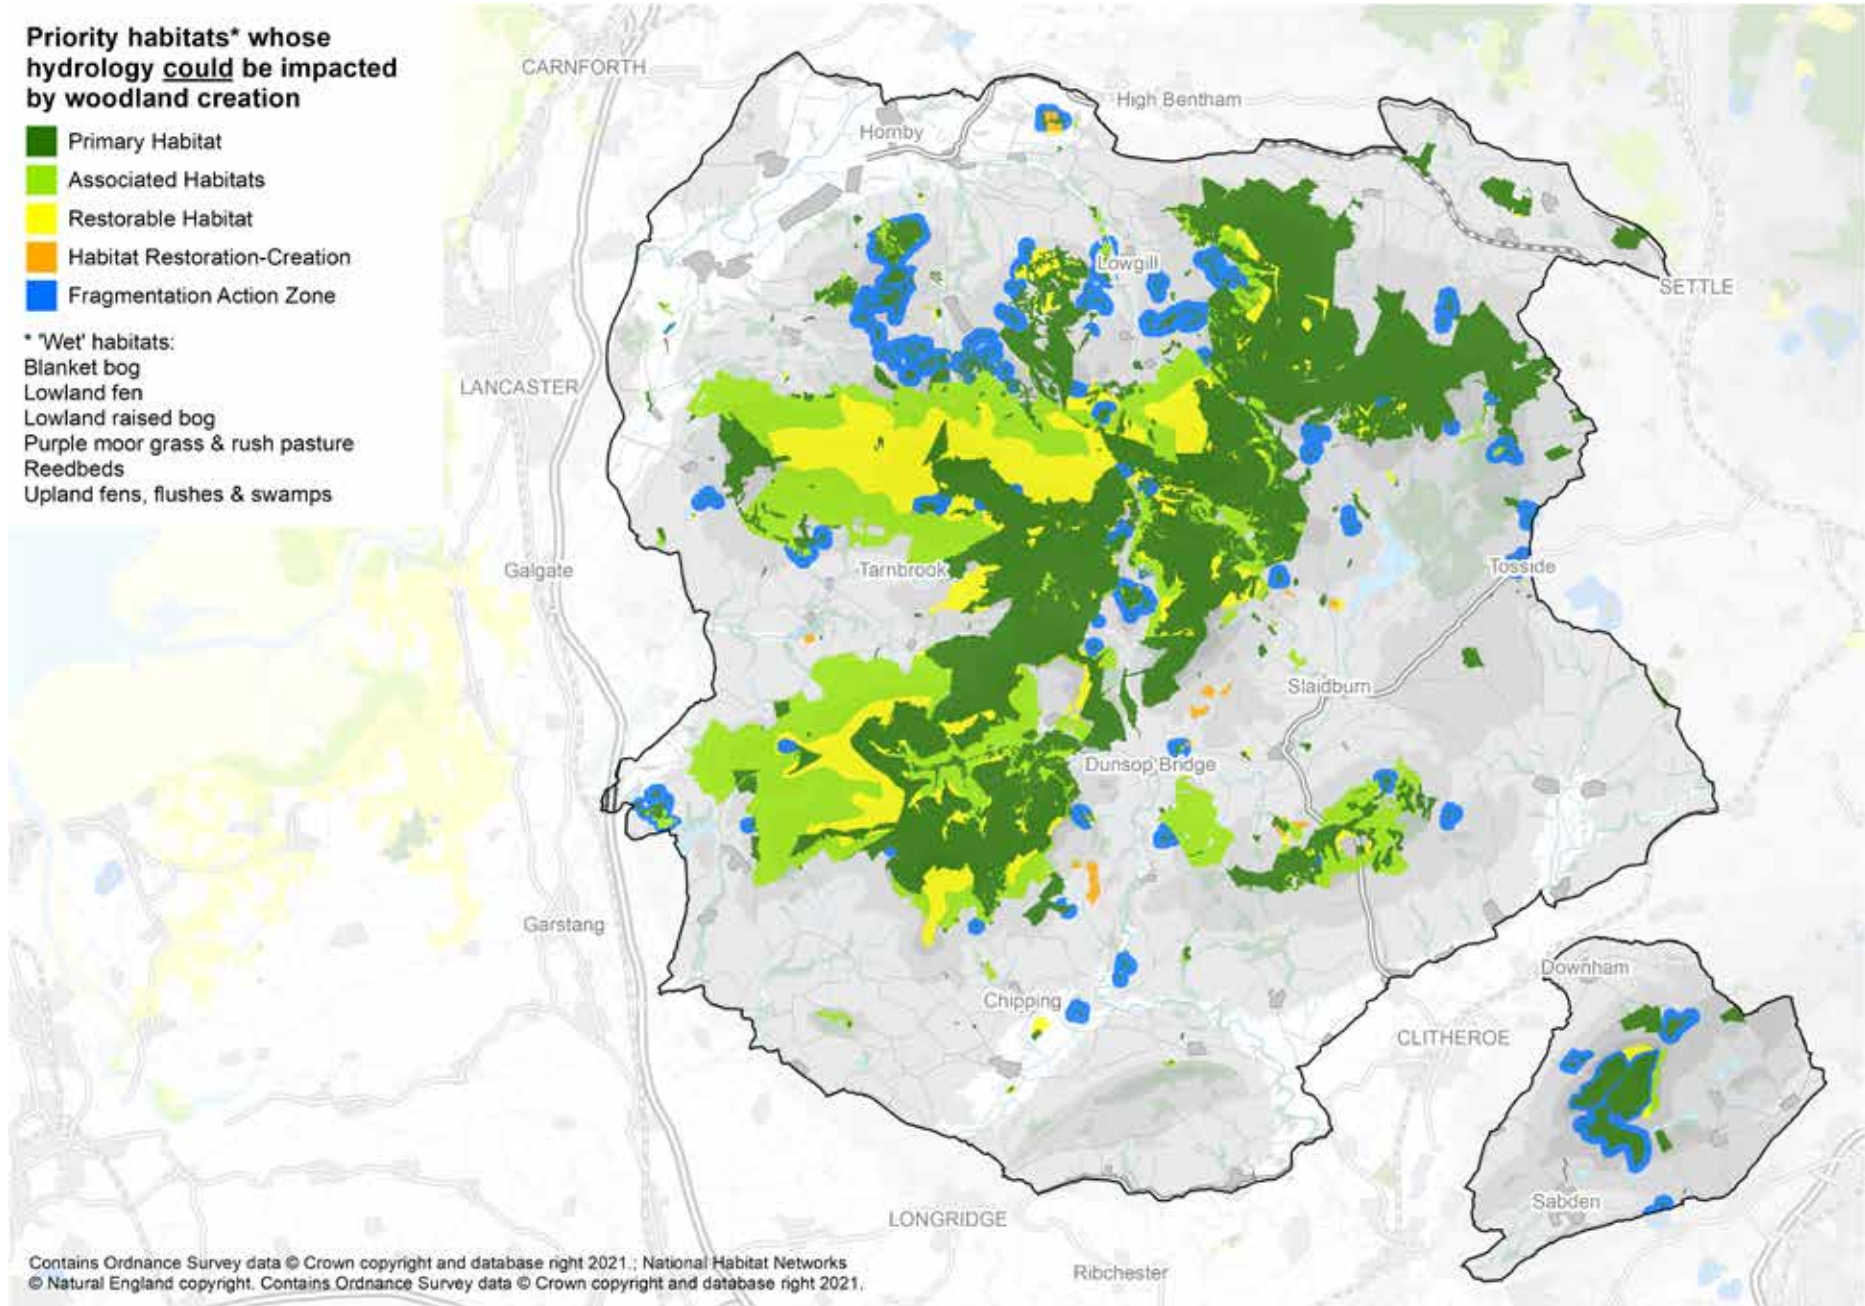 Priority habitats* whose
hydrology could be impacted
by woodland creation
Primary Habitat
Associated Habitats
Restorable Habitat
Habitat Restoration-Creation
Fragmentation Action Zone
* 'Wet' habitats:
Blanket bog
Lowland fen
Lowland raised bog
Purple moor grass & rush pasture
Reedbeds
Upland fens, flushes & swamps
CARNFORTH
High Bentham
Hornby
Lowgill
SETTLE
LANCASTER
Galgate
Tarnbrook
Tosside
Slaidburn
Dunsop Bridge
Garstang
Downham
Chipping
CLITHEROE
Sabden
LONGRIDGE
Ribchester
Contains Ordnance Survey data © Crown copyright and database right 2021.; National Habitat Networks
© Natural England copyright. Contains Ordnance Survey data © Crown copyright and database right 2021.